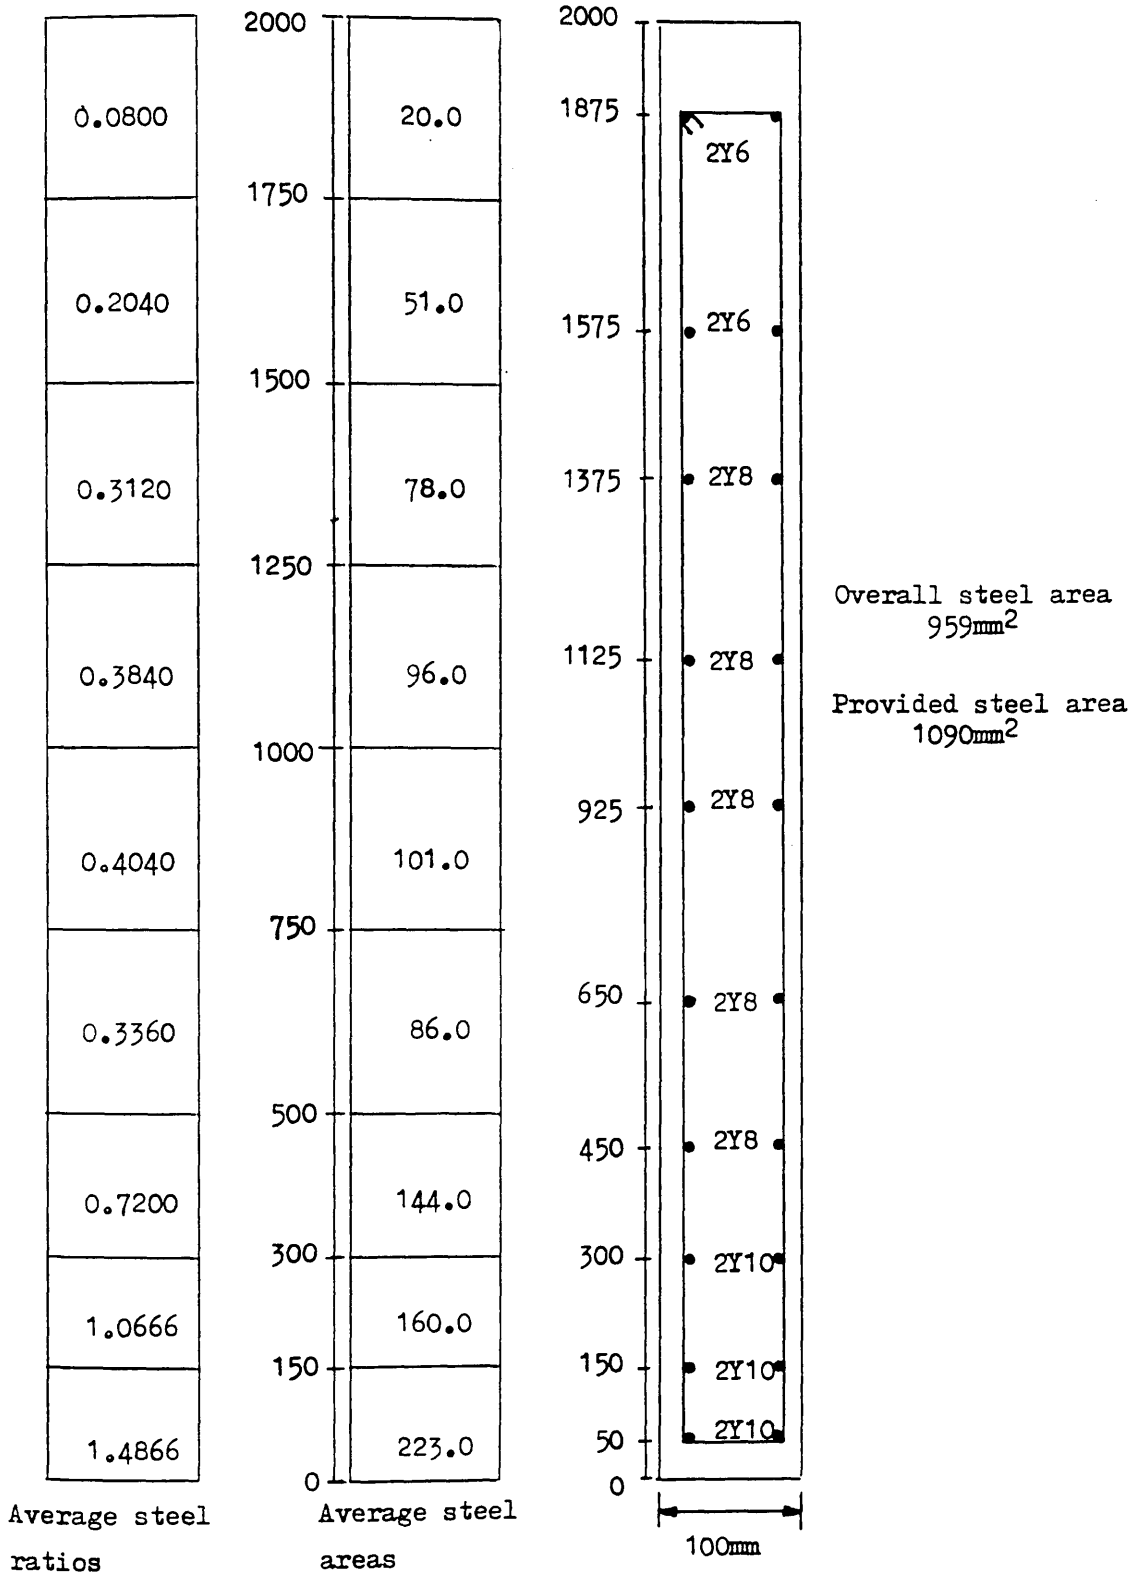 0.0800
0.2040
0.3120
0.3840
0.4040
0.3360
0.7200
1.0666
1.4866
Average steel
ratios
2000
1750
1500
1250
1000
750
500
300
150
0
20.0
51.0
78.0
96.0
101.0
86.0
144.0
160.0
223.0
Average steel
areas
2000
1875
1575
1375
1125
925
650
450
300
150
50
0
2Y6
2Y6
2Y8
2Y8
2Y8
2Y8
2Y8
2Y10
2Y10
2Y10
100mm
Overall steel area
959mm²
Provided steel area
1090mm²